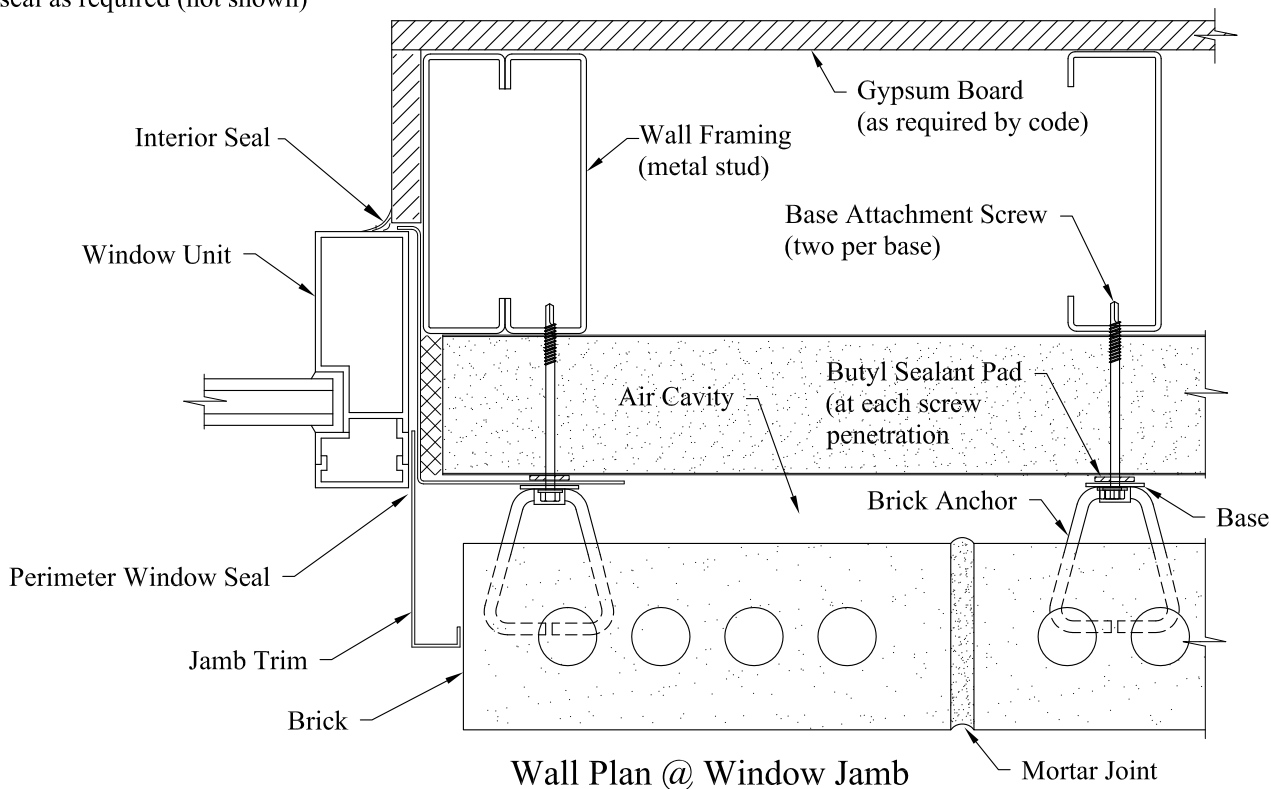 seal as required (not shown)
Gypsum Board
(as required by code)
Interior Seal
Wall Framing
(metal stud)
Base Attachment Screw
(two per base)
Window Unit
Butyl Sealant Pad
(at each screw
penetration
Air Cavity
Brick Anchor
Base
Perimeter Window Seal
Jamb Trim
Brick
Wall Plan @ Window Jamb
Mortar Joint